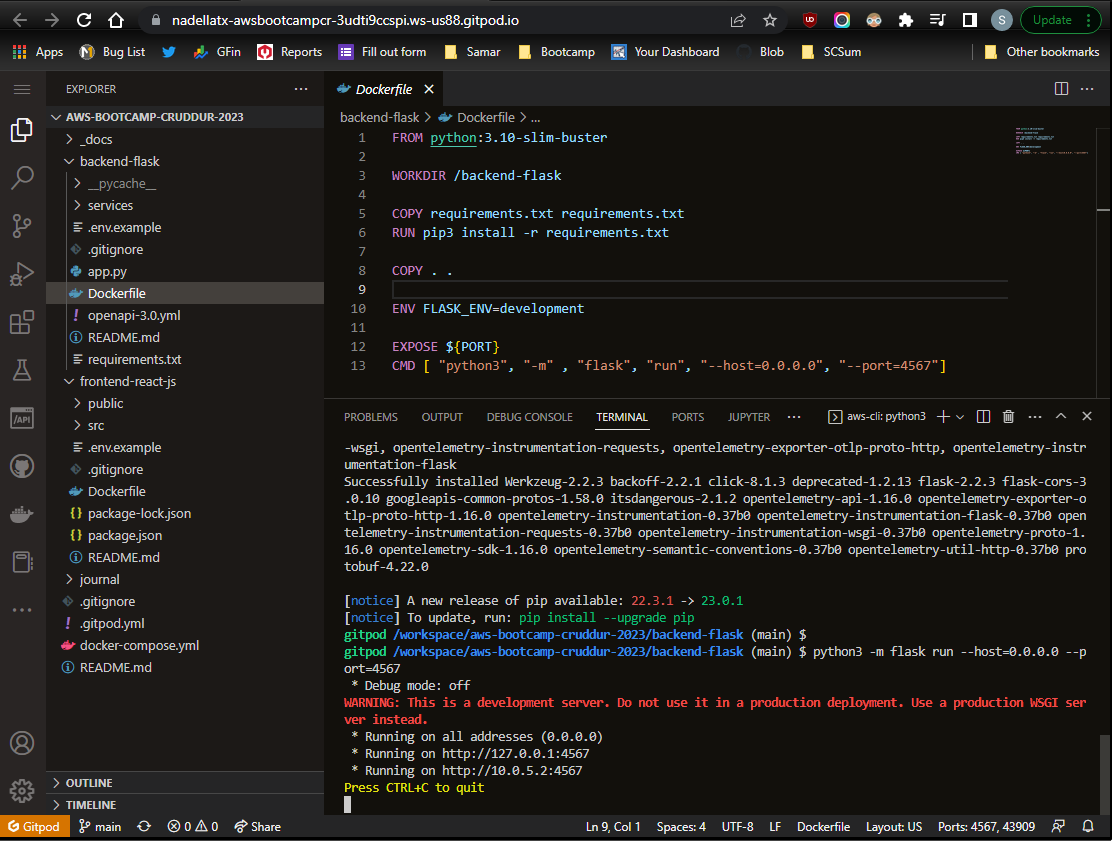 nadellatx-awsbootcampcr-3udti9ccspi.ws-us88.gitpod.io
S
Update
Apps
Bug List
GFin
Reports
Fill out form
Samar
Bootcamp
Your Dashboard
Blob
SCSum
Other bookmarks
EXPLORER
Dockerfile
AWS-BOOTCAMP-CRUDDUR-2023
_docs
backend-flask
__pycache__
services
.env.example
.gitignore
app.py
Dockerfile
openapi-3.0.yml
README.md
requirements.txt
frontend-react-js
public
src
.env.example
.gitignore
Dockerfile
package-lock.json
package.json
README.md
journal
.gitignore
.gitpod.yml
docker-compose.yml
README.md
OUTLINE
TIMELINE
/API
backend-flask > Dockerfile > ...
1 FROM python:3.10-slim-buster
2
3 WORKDIR /backend-flask
4
5 COPY requirements.txt requirements.txt
6 RUN pip3 install -r requirements.txt
7
8 COPY . .
9
10 ENV FLASK_ENV=development
11
12 EXPOSE ${PORT}
13 CMD [ "python3", "-m" , "flask", "run", "--host=0.0.0.0", "--port=4567"]
PROBLEMS OUTPUT DEBUG CONSOLE TERMINAL PORTS JUPYTER ... aws-cli: python3
-wsgi, opentelemetry-instrumentation-requests, opentelemetry-exporter-otlp-proto-http, opentelemetry-instr
umentation-flask
Successfully installed Werkzeug-2.2.3 backoff-2.2.1 click-8.1.3 deprecated-1.2.13 flask-2.2.3 flask-cors-3
.0.10 googleapis-common-protos-1.58.0 itsdangerous-2.1.2 opentelemetry-api-1.16.0 opentelemetry-exporter-o
tlp-proto-http-1.16.0 opentelemetry-instrumentation-0.37b0 opentelemetry-instrumentation-flask-0.37b0 open
telemetry-instrumentation-requests-0.37b0 opentelemetry-instrumentation-wsgi-0.37b0 opentelemetry-proto-1.
16.0 opentelemetry-sdk-1.16.0 opentelemetry-semantic-conventions-0.37b0 opentelemetry-util-http-0.37b0 pro
tobuf-4.22.0
[notice] A new release of pip available: 22.3.1 -> 23.0.1
[notice] To update, run: pip install --upgrade pip
gitpod /workspace/aws-bootcamp-cruddur-2023/backend-flask (main) $
gitpod /workspace/aws-bootcamp-cruddur-2023/backend-flask (main) $ python3 -m flask run --host=0.0.0.0 --p
ort=4567
* Debug mode: off
WARNING: This is a development server. Do not use it in a production deployment. Use a production WSGI ser
ver instead.
* Running on all addresses (0.0.0.0)
* Running on http://127.0.0.1:4567
* Running on http://10.0.5.2:4567
Press CTRL+C to quit
Gitpod main 0 0 Share Ln 9, Col 1 Spaces: 4 UTF-8 LF Dockerfile Layout: US Ports: 4567, 43909